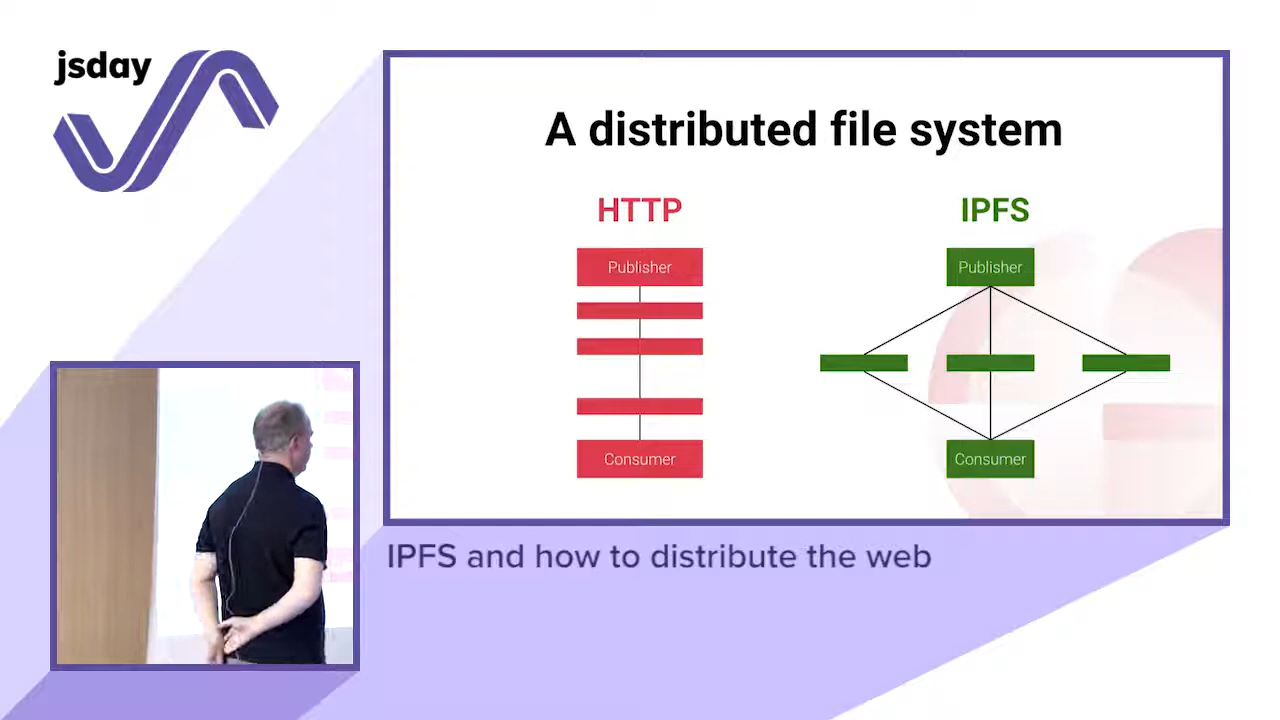 jsday
A distributed file system
HTTP
IPFS
Publisher
Publisher
Consumer
Consumer
IPFS and how to distribute the web